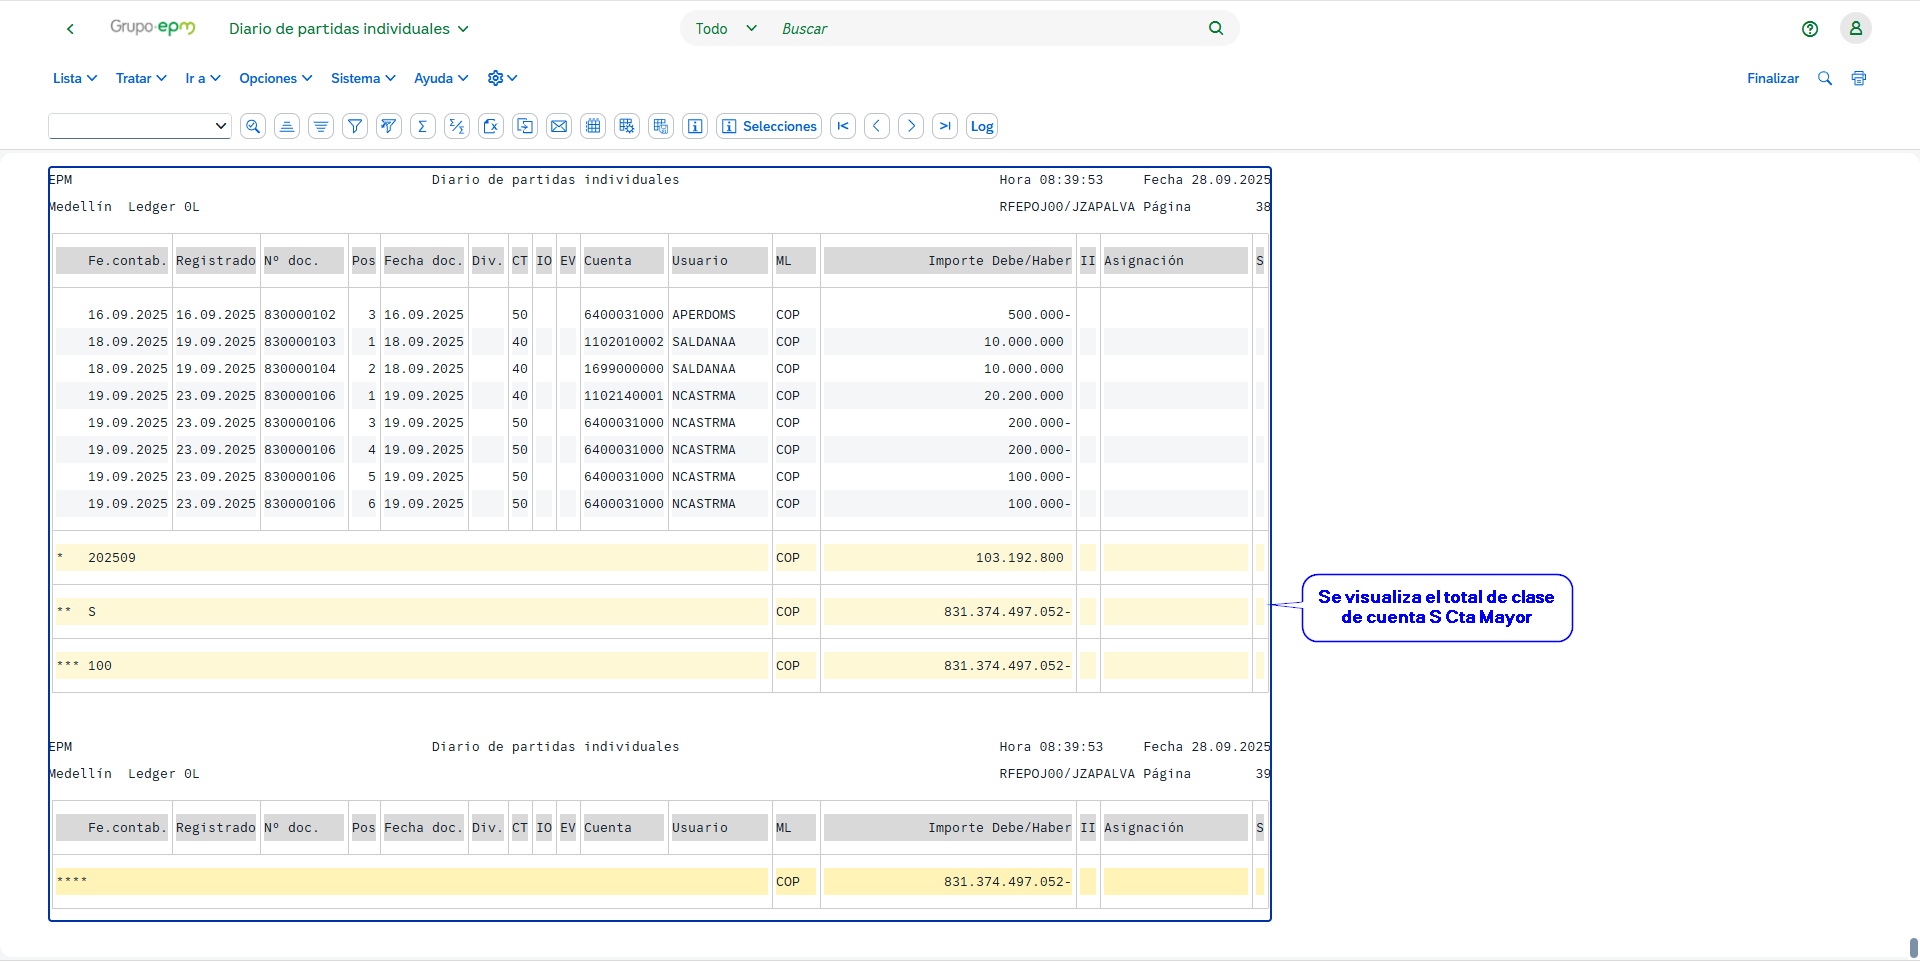 Grupo·epm Diario de partidas individuales Todo Buscar
Lista Tratar Ir a Opciones Sistema Ayuda Finalizar
Selecciones Log
EPM Diario de partidas individuales Hora 08:39:53 Fecha 28.09.2025
Medellín Ledger 0L RFEPOJ00/JZAPALVA Página 38
Fe.contab. Registrado Nº doc. Pos Fecha doc. Div. CT IO EV Cuenta Usuario ML Importe Debe/Haber II Asignación S
16.09.2025 16.09.2025 830000102 3 16.09.2025 50 6400031000 APERDOMS COP 500.000-
18.09.2025 19.09.2025 830000103 1 18.09.2025 40 1102010002 SALDANAA COP 10.000.000
18.09.2025 19.09.2025 830000104 2 18.09.2025 40 1699000000 SALDANAA COP 10.000.000
19.09.2025 23.09.2025 830000106 1 19.09.2025 40 1102140001 NCASTRMA COP 20.200.000
19.09.2025 23.09.2025 830000106 3 19.09.2025 50 6400031000 NCASTRMA COP 200.000-
19.09.2025 23.09.2025 830000106 4 19.09.2025 50 6400031000 NCASTRMA COP 200.000-
19.09.2025 23.09.2025 830000106 5 19.09.2025 50 6400031000 NCASTRMA COP 100.000-
19.09.2025 23.09.2025 830000106 6 19.09.2025 50 6400031000 NCASTRMA COP 100.000-
* 202509 COP 103.192.800
** S COP 831.374.497.052-
*** 100 COP 831.374.497.052-
Se visualiza el total de clase
de cuenta S Cta Mayor
EPM Diario de partidas individuales Hora 08:39:53 Fecha 28.09.2025
Medellín Ledger 0L RFEPOJ00/JZAPALVA Página 39
Fe.contab. Registrado Nº doc. Pos Fecha doc. Div. CT IO EV Cuenta Usuario ML Importe Debe/Haber II Asignación S
**** COP 831.374.497.052-